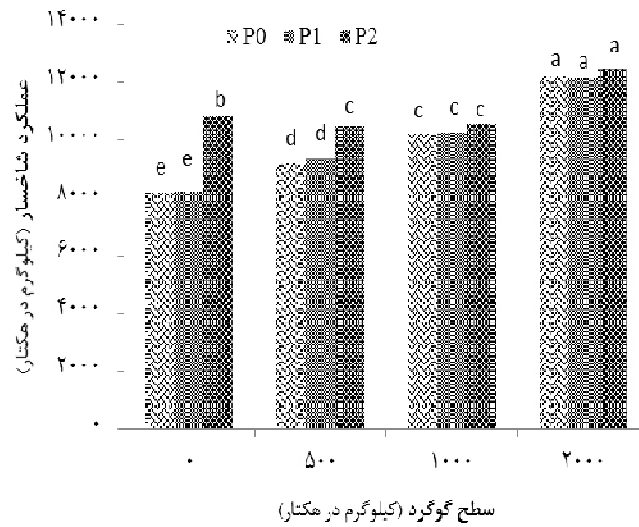 ۱۴۰۰۰
P0 P1 P2
۱۲۰۰۰
۱۰۰۰۰
۸۰۰۰
۶۰۰۰
۴۰۰۰
۲۰۰۰
۰
عملکرد شاخسار (کیلوگرم در هکتار)
e e b
d d c
c c c
a a a
۰ ۵۰۰ ۱۰۰۰ ۲۰۰۰
سطح گوگرد (کیلوگرم در هکتار)